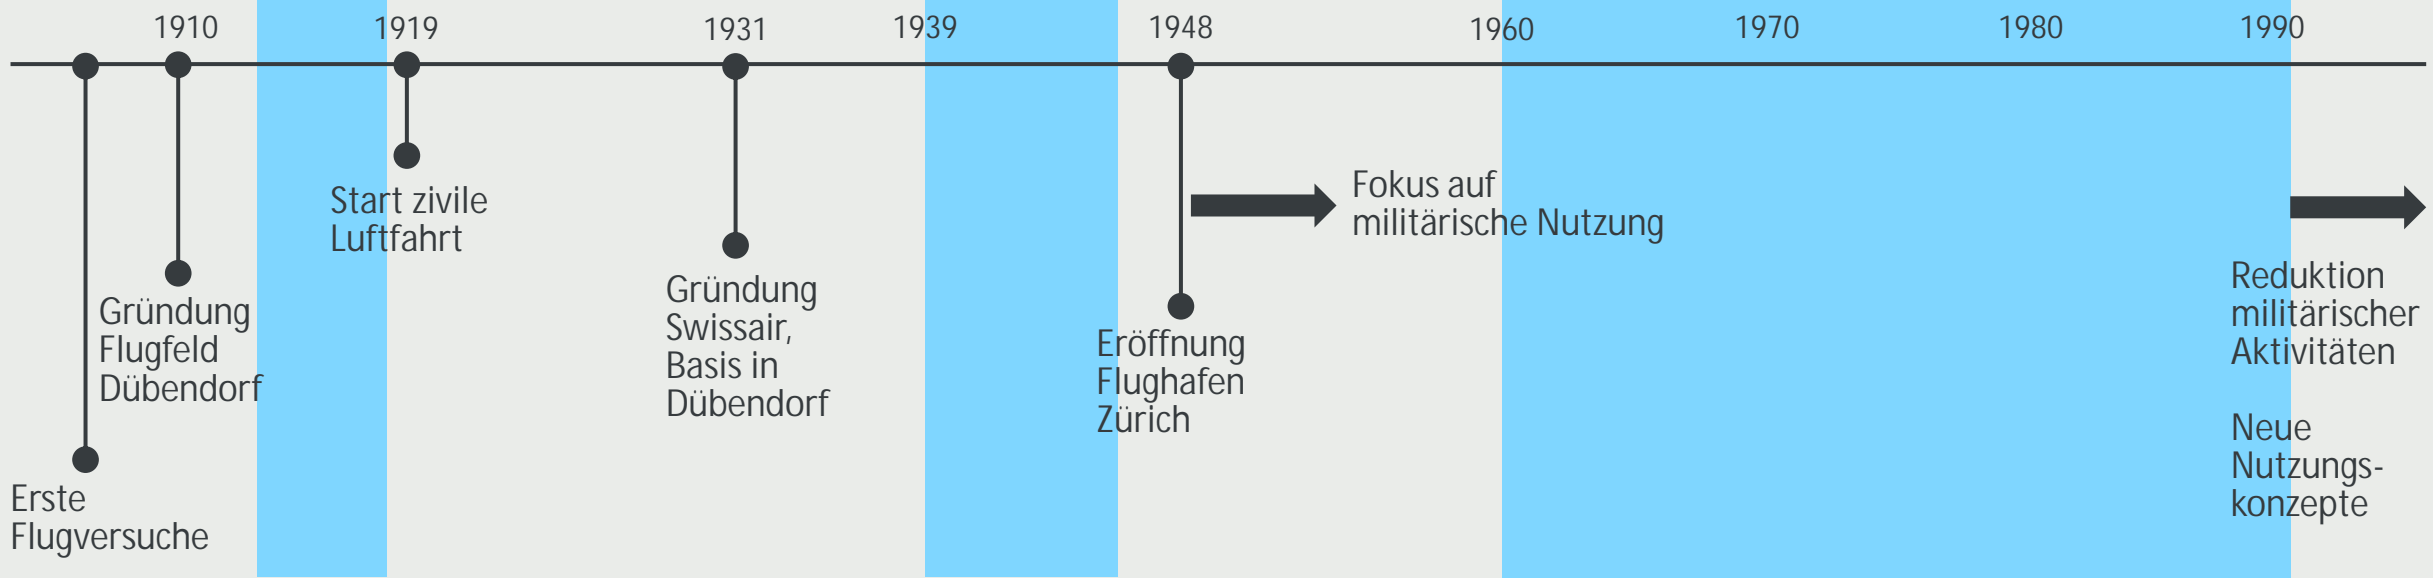 1910
1919
1931
1939
1948
1960
1970
1980
1990
Erste
Flugversuche
Gründung
Flugfeld
Dübendorf
Start zivile
Luftfahrt
Gründung
Swissair,
Basis in
Dübendorf
Eröffnung
Flughafen
Zürich
Fokus auf
militärische Nutzung
Reduktion
militärischer
Aktivitäten
Neue
Nutzungs-
konzepte